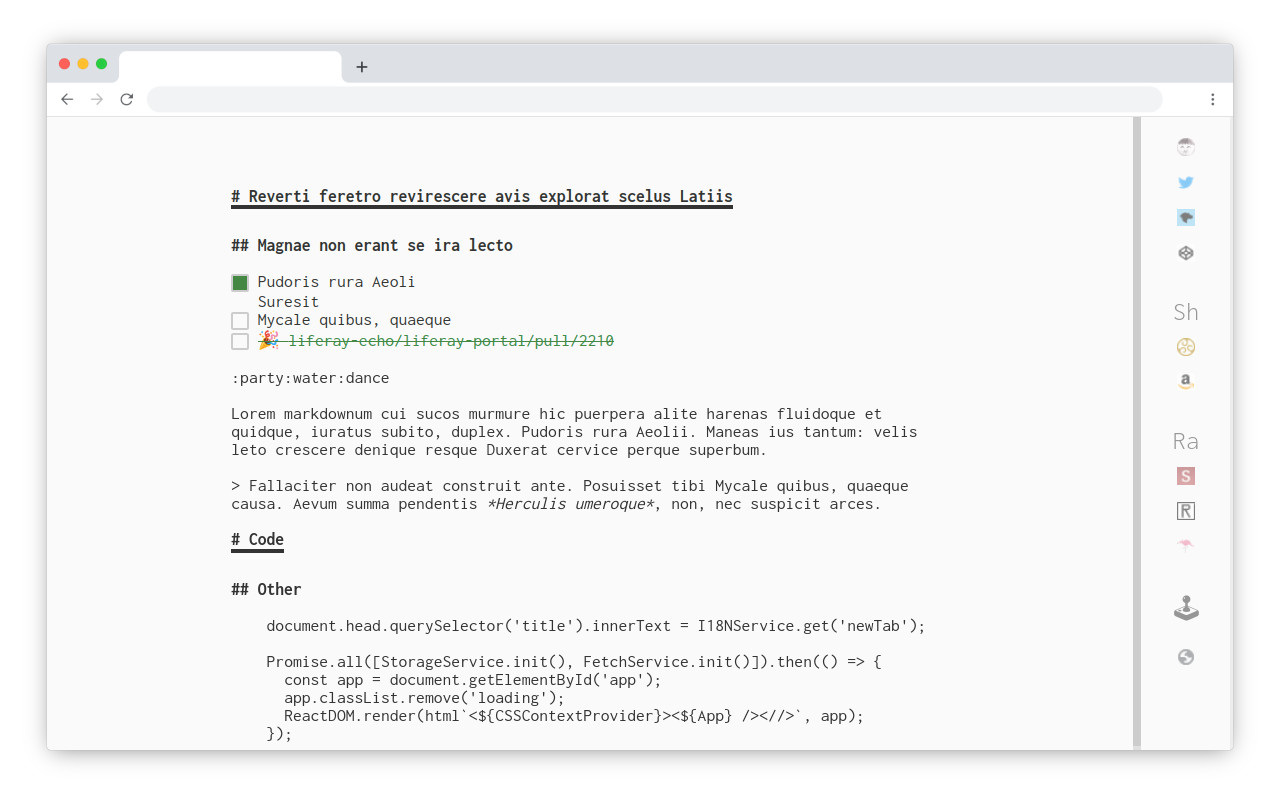 # Reverti feretro revirescere avis explorat scelus Latiis
## Magnae non erant se ira lecto
Pudoris rura Aeoli
Suresit
Mycale quibus, quaeque
🎉 liferay-echo/liferay-portal/pull/2210
:party:water:dance
Lorem markdownum cui sucos murmure hic puerpera alite harenas fluidoque et
quidque, iuratus subito, duplex. Pudoris rura Aeolii. Maneas ius tantum: velis
leto crescere denique resque Duxerat cervice perque superbum.
> Fallaciter non audeat construit ante. Posuisset tibi Mycale quibus, quaeque
causa. Aevum summa pendentis *Herculis umeroque*, non, nec suspicit arces.
# Code
## Other
document.head.querySelector('title').innerText = I18NService.get('newTab');
Promise.all([StorageService.init(), FetchService.init()]).then(() => {
const app = document.getElementById('app');
app.classList.remove('loading');
ReactDOM.render(html`<${CSSContextProvider}><${App} /><//>`, app);
});
Sh
a
Ra
S
R